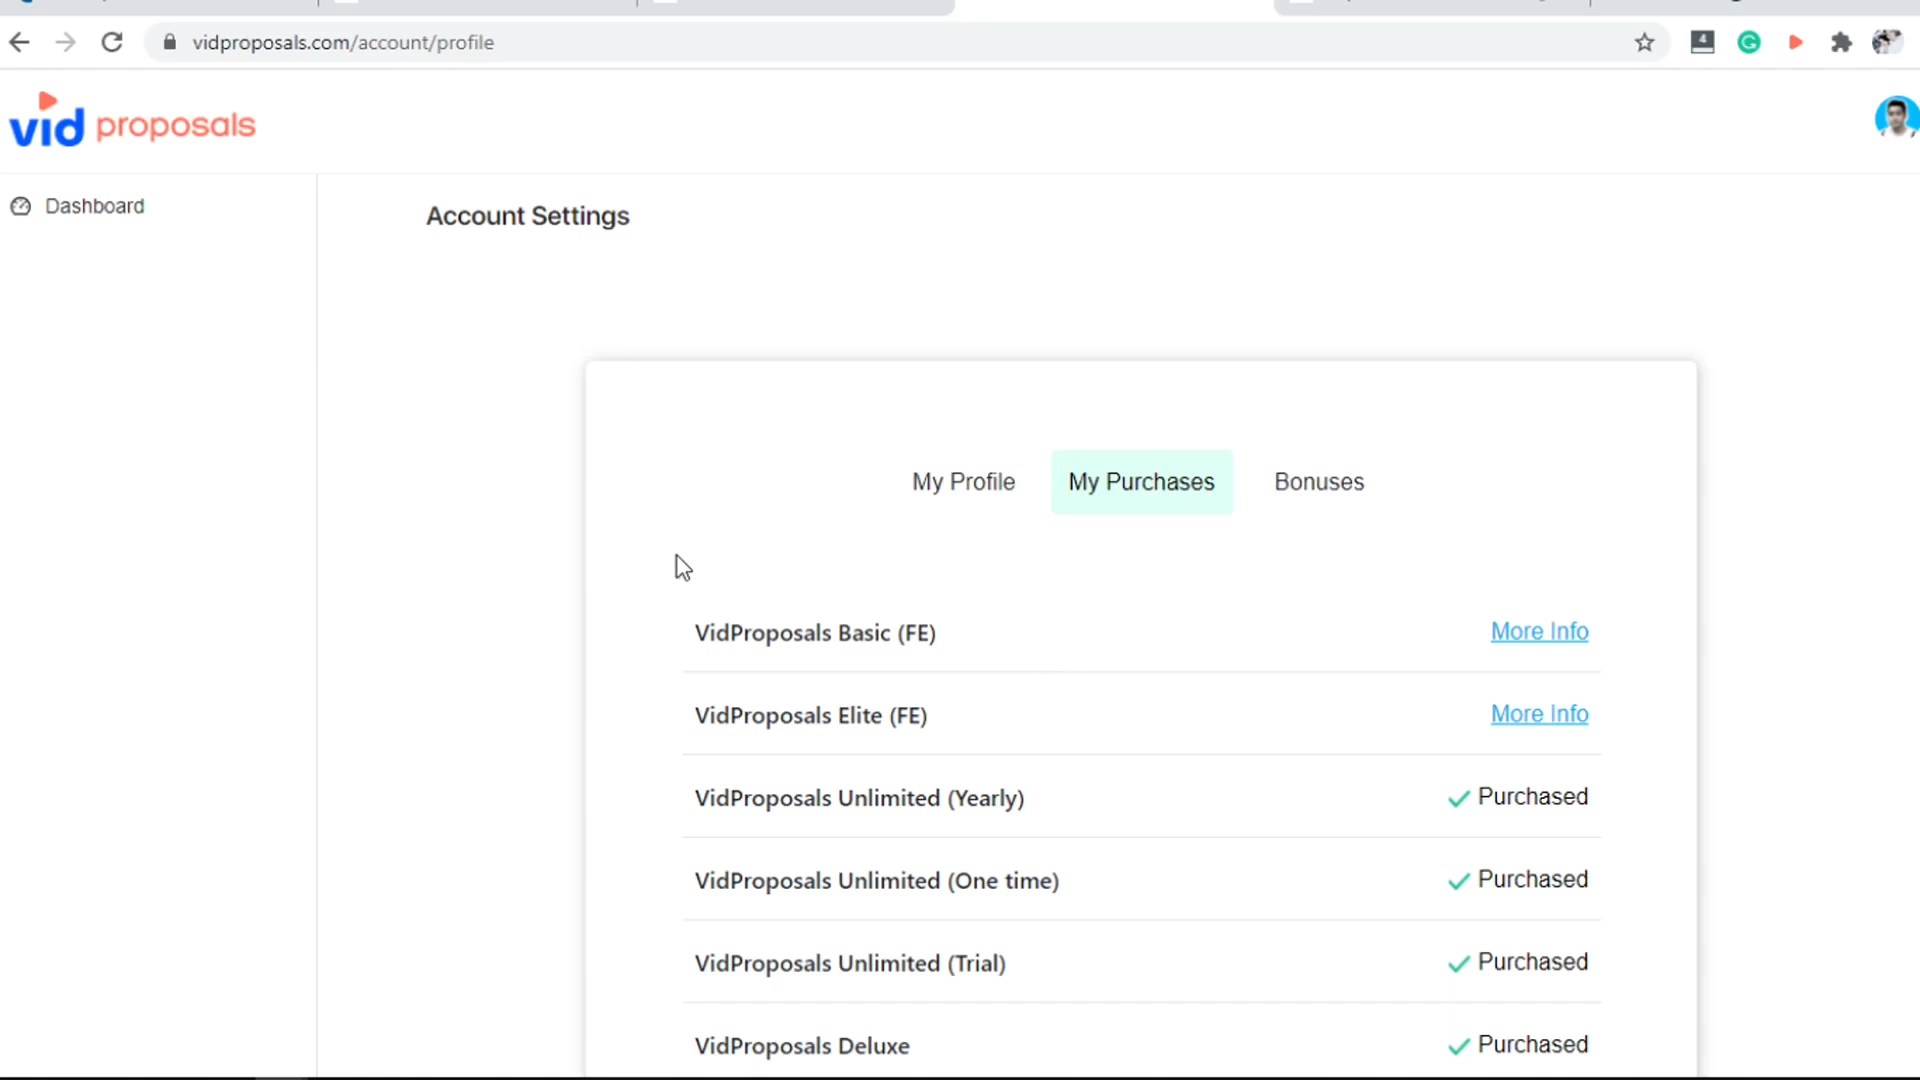 vidproposals.com/account/profile
4
G
vid proposals
Dashboard
Account Settings
My Profile
My Purchases
Bonuses
VidProposals Basic (FE)
More Info
VidProposals Elite (FE)
More Info
VidProposals Unlimited (Yearly)
Purchased
VidProposals Unlimited (One time)
Purchased
VidProposals Unlimited (Trial)
Purchased
VidProposals Deluxe
Purchased